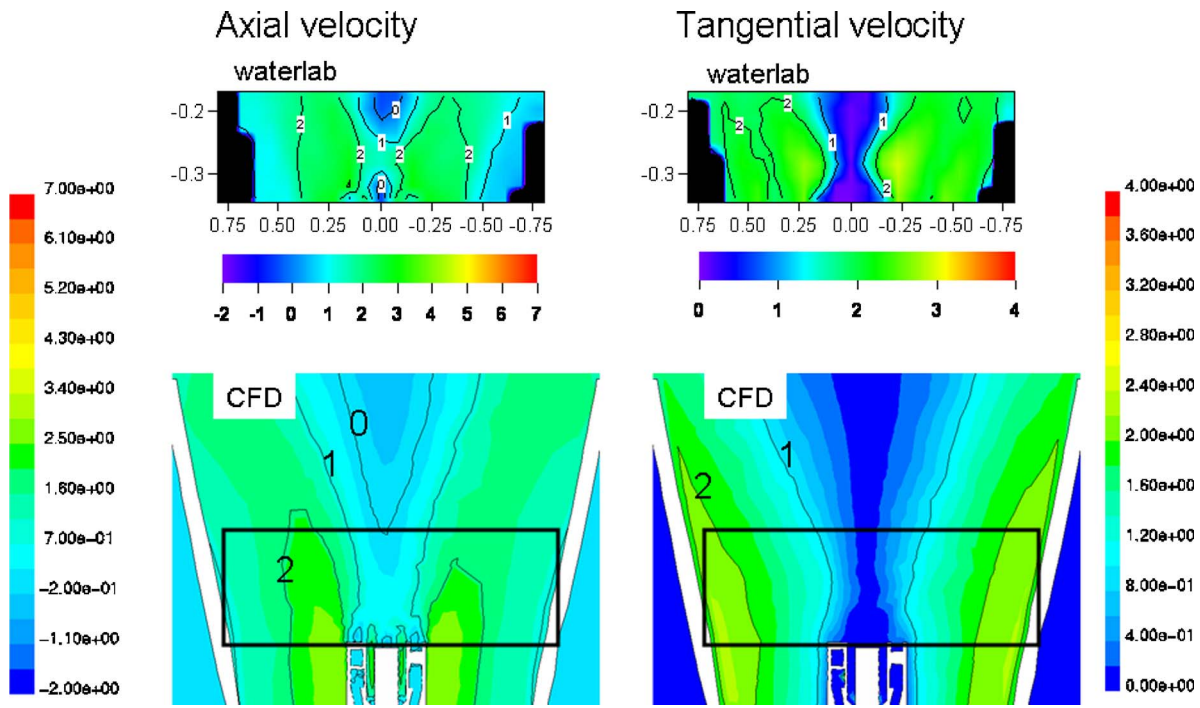 Axial velocity
Tangential velocity
waterlab
waterlab
-0.2
-0.3
0
1
2
2
2
4
0
1
0.75 0.50 0.25 0.00 -0.25 -0.50 -0.75
-2 -1 0 1 2 3 4 5 6 7
2
2
1
1
2
2
-0.2
-0.3
0.75 0.50 0.25 0.00 -0.25 -0.50 -0.75
0 1 2 3 4
7.00e+00
6.10e+00
5.20e+00
4.30e+00
3.40e+00
2.50e+00
1.60e+00
7.00e-01
-2.00e-01
-1.10e+00
-2.00e+00
CFD
0
1
2
CFD
1
2
4.00e+00
3.60e+00
3.20e+00
2.80e+00
2.40e+00
2.00e+00
1.60e+00
1.20e+00
8.00e-01
4.00e-01
0.00e+00